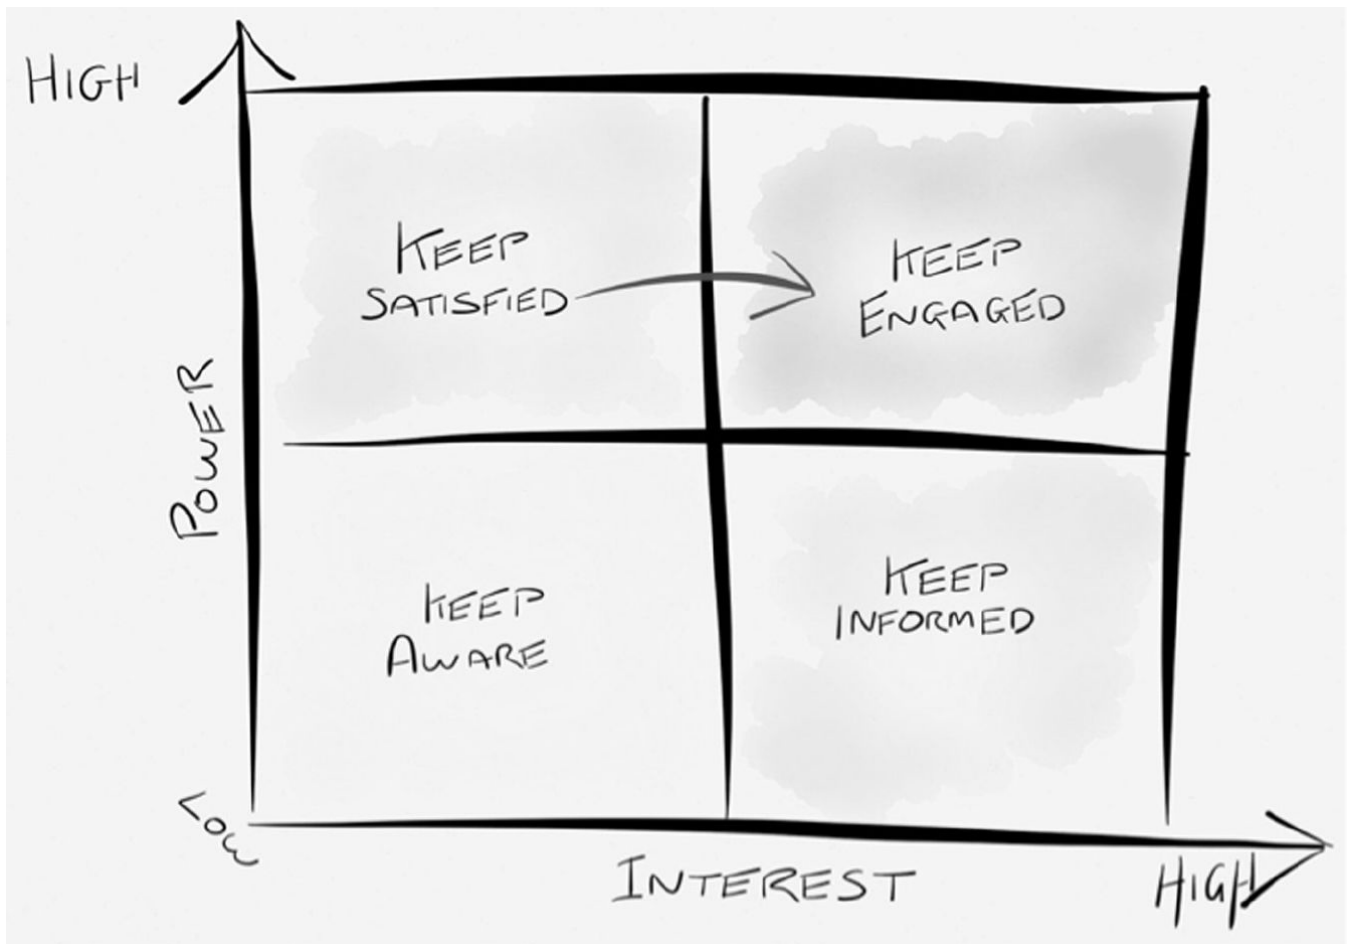 HIGH
KEEP
SATISFIED
KEEP
ENGAGED
POWER
KEEP
AWARE
KEEP
INFORMED
LOW
INTEREST
HIGH